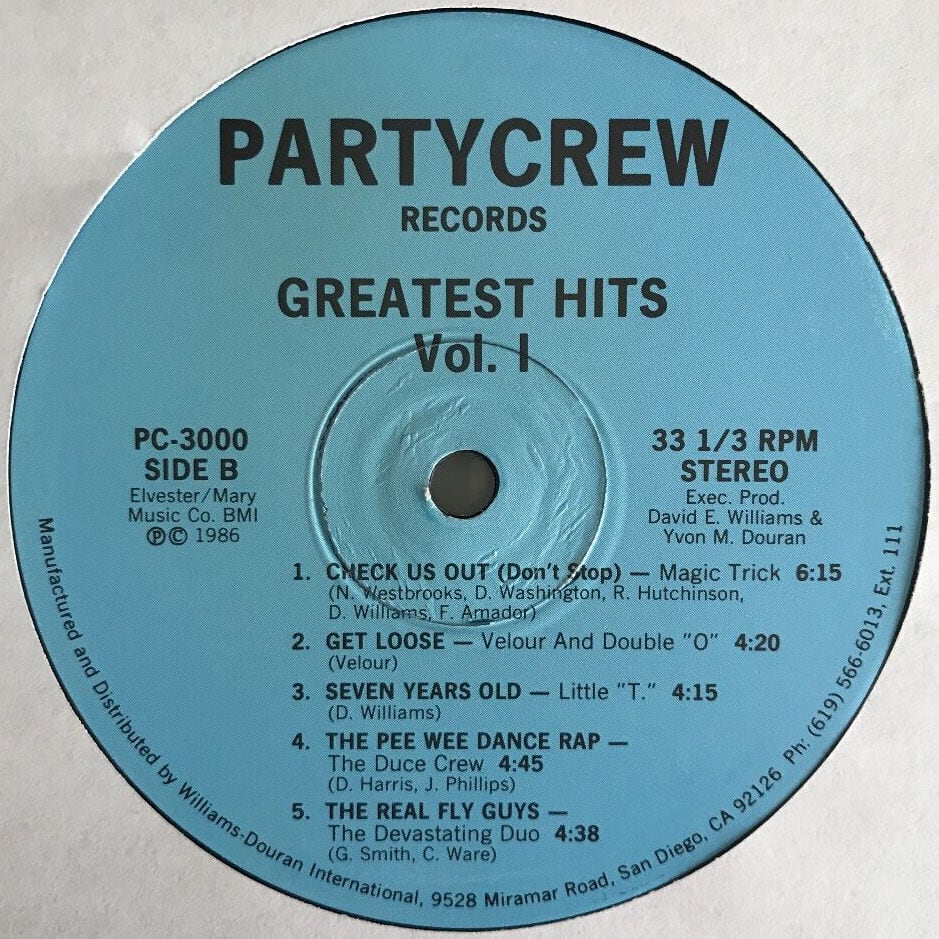 PARTYCREW
RECORDS
GREATEST HITS
Vol. I
PC-3000
SIDE B
Elvester/Mary
Music Co. BMI
℗© 1986
33 1/3 RPM
STEREO
Exec. Prod.
David E. Williams &
Yvon M. Douran
1. CHECK US OUT (Don't Stop) — Magic Trick 6:15
(N. Westbrooks, D. Washington, R. Hutchinson,
D. Williams, F. Amador)
2. GET LOOSE — Velour And Double "O" 4:20
(Velour)
3. SEVEN YEARS OLD — Little "T." 4:15
(D. Williams)
4. THE PEE WEE DANCE RAP —
The Duce Crew 4:45
(D. Harris, J. Phillips)
5. THE REAL FLY GUYS —
The Devastating Duo 4:38
(G. Smith, C. Ware)
Manufactured and Distributed by Williams-Douran International, 9528 Miramar Road, San Diego, CA 92126 Ph: (619) 566-6013, Ext. 111